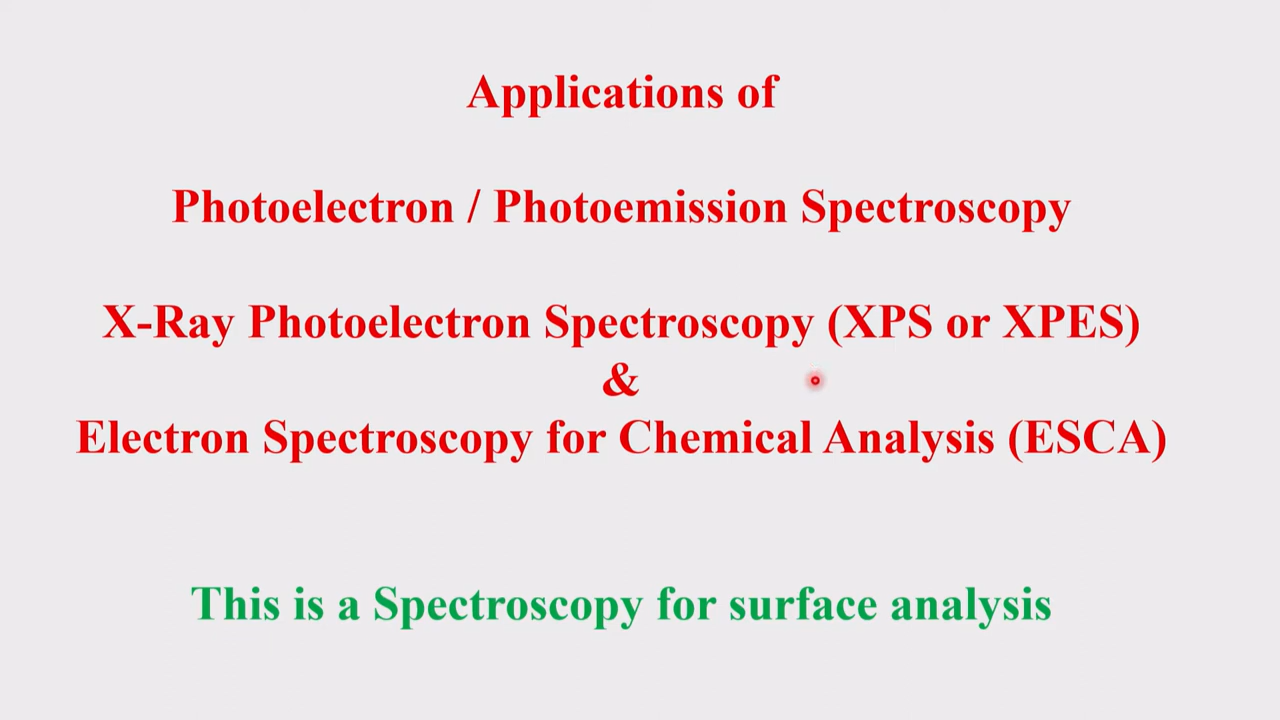 Applications of
Photoelectron / Photoemission Spectroscopy
X-Ray Photoelectron Spectroscopy (XPS or XPES)
&
Electron Spectroscopy for Chemical Analysis (ESCA)
This is a Spectroscopy for surface analysis